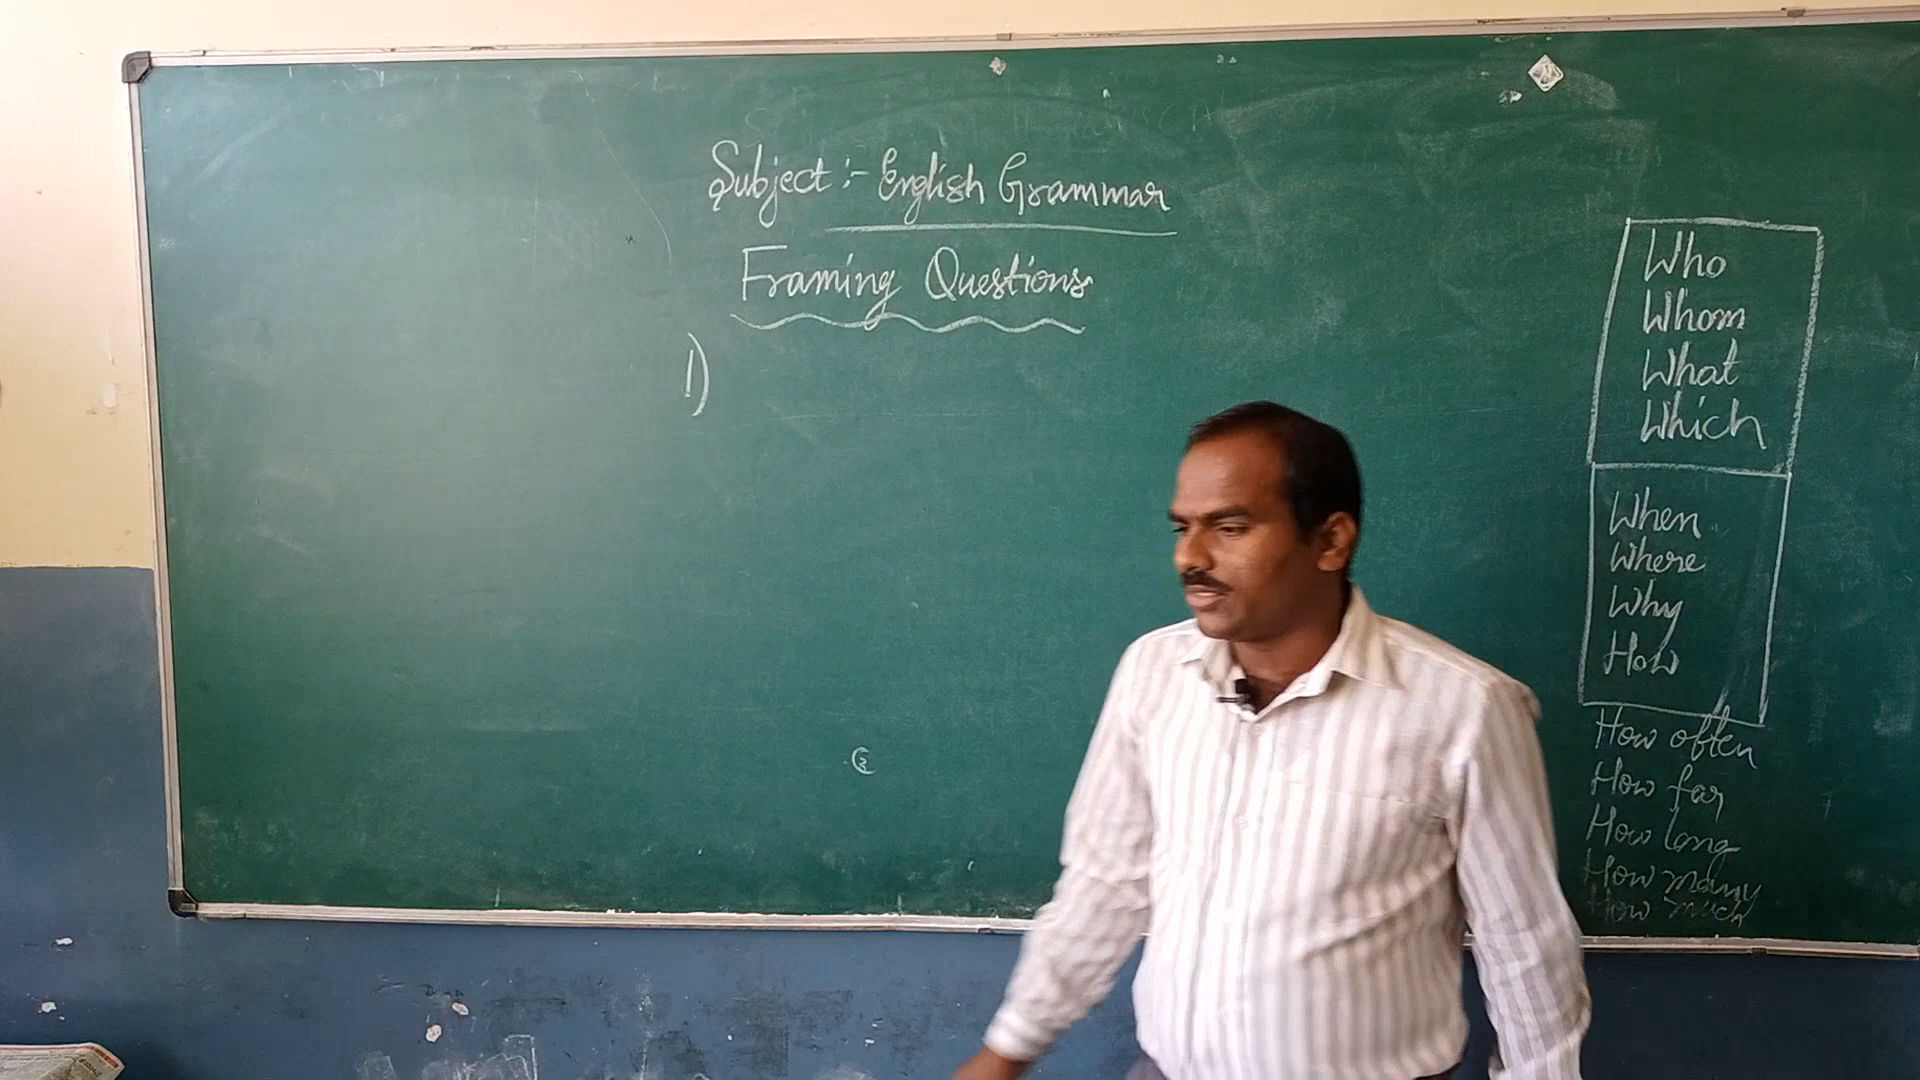 Subject :- English Grammar
Framing Questions
1)
Who
Whom
What
Which
When
Where
Why
How
How often
How far
How long
How many
How much